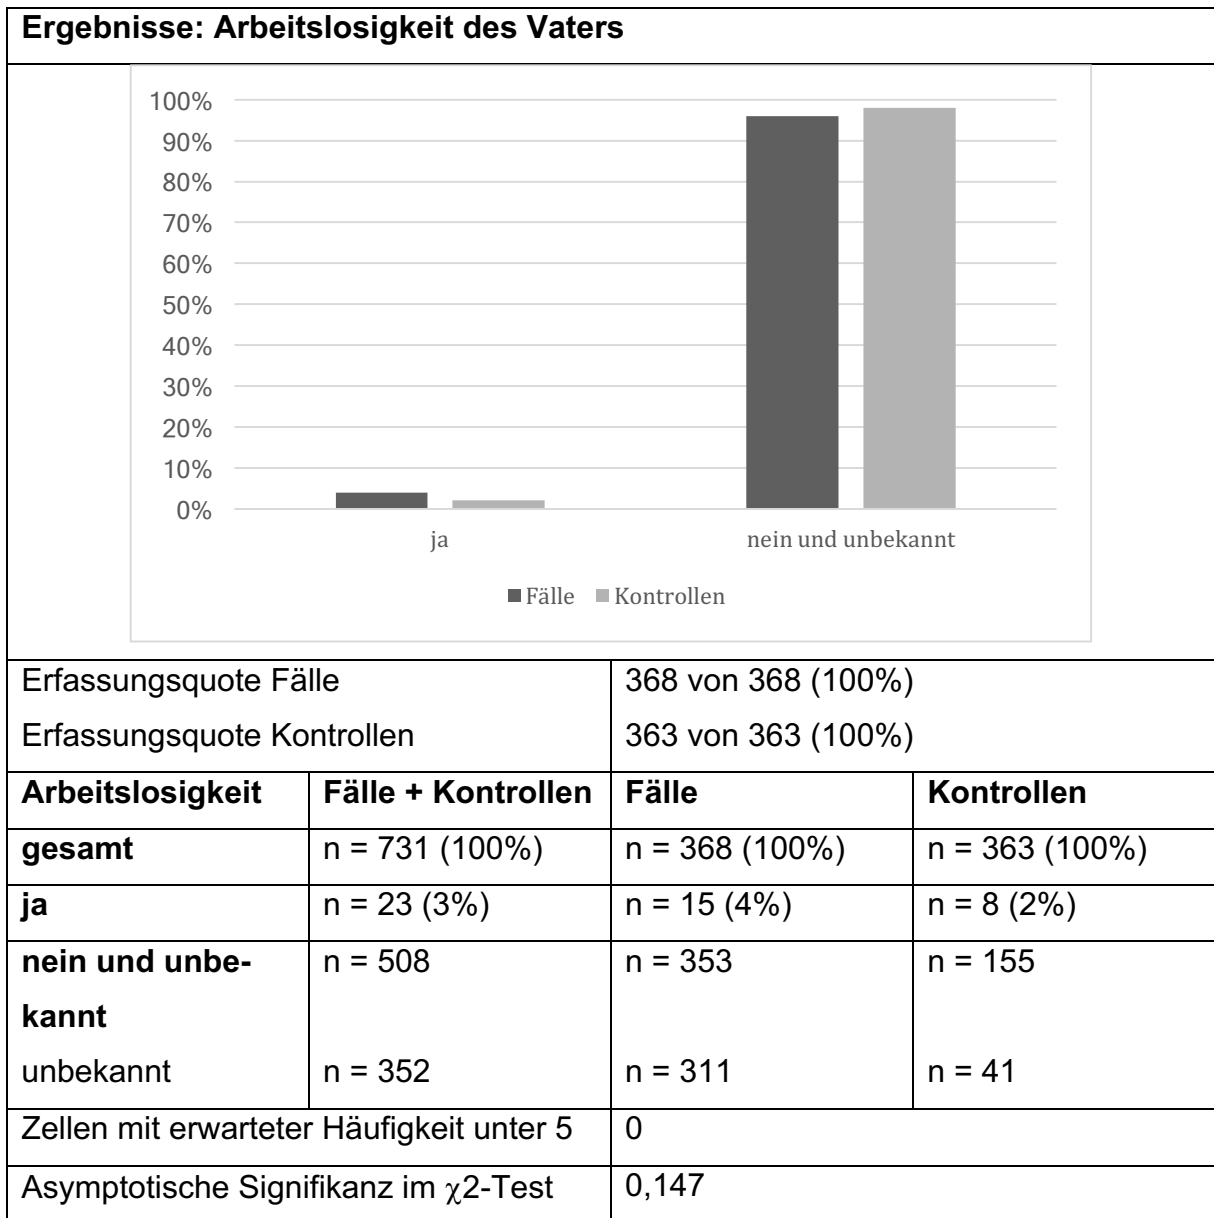 Ergebnisse: Arbeitslosigkeit des Vaters
100%
90%
80%
70%
60%
50%
40%
30%
20%
10%
0%
ja nein und unbekannt
Fälle Kontrollen
Erfassungsquote Fälle 368 von 368 (100%)
Erfassungsquote Kontrollen 363 von 363 (100%)
Arbeitslosigkeit Fälle + Kontrollen Fälle Kontrollen
gesamt n = 731 (100%) n = 368 (100%) n = 363 (100%)
ja n = 23 (3%) n = 15 (4%) n = 8 (2%)
nein und unbe- n = 508 n = 353 n = 155
kannt
unbekannt n = 352 n = 311 n = 41
Zellen mit erwarteter Häufigkeit unter 5 0
Asymptotische Signifikanz im χ2-Test 0,147